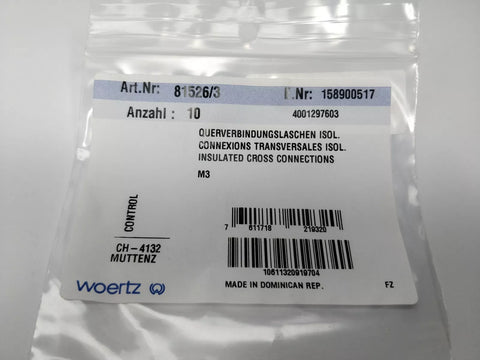 Art.Nr: 81526/3 .Nr: 158900517
Anzahl : 10 4001297603
QUERVERBINDUNGSLASCHEN ISOL.
CONNEXIONS TRANSVERSALES ISOL.
INSULATED CROSS CONNECTIONS
M3
CONTROL
7 611718 219320
CH-4132
MUTTENZ
10611320919704
woertz
MADE IN DOMINICAN REP. FZ